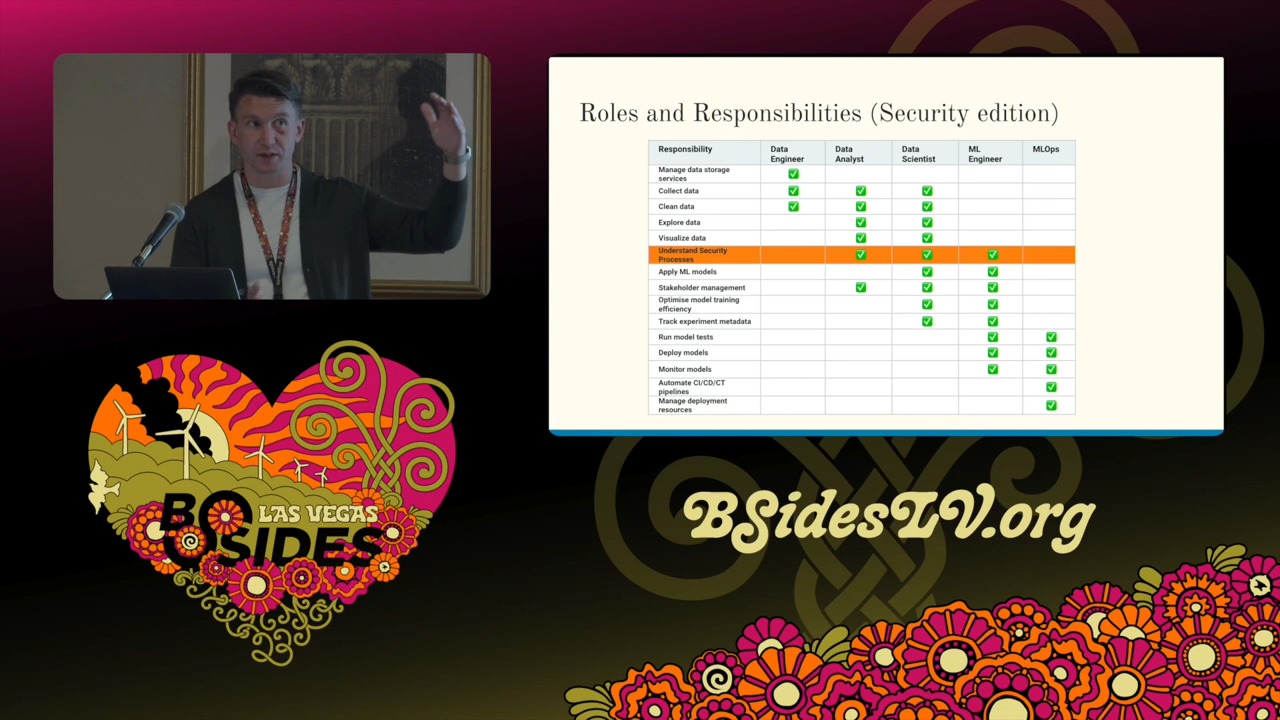 Roles and Responsibilities (Security edition)
Responsibility
Data Engineer
Data Analyst
Data Scientist
ML Engineer
MLOps
Manage data storage services
✅
Collect data
✅ ✅ ✅
Clean data
✅ ✅ ✅
Explore data
✅ ✅
Visualize data
✅ ✅
Understand Security Processes
✅ ✅ ✅
Apply ML models
✅ ✅
Stakeholder management
✅ ✅ ✅
Optimise model training efficiency
✅ ✅
Track experiment metadata
✅ ✅
Run model tests
✅ ✅
Deploy models
✅ ✅
Monitor models
✅ ✅
Automate CI/CD/CT pipelines
✅
Manage deployment resources
✅
LAS VEGAS
BSIDES
BSidesLV.org